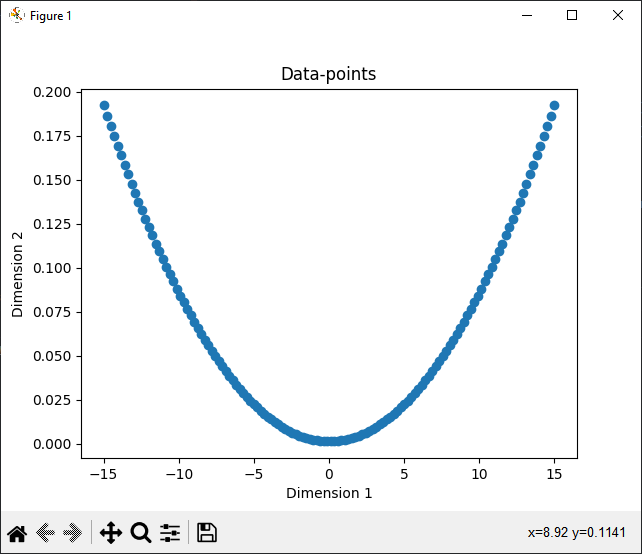 Figure 1
Data-points
0.200
0.175
0.150
0.125
0.100
0.075
0.050
0.025
0.000
Dimension 2
−15 −10 −5 0 5 10 15
Dimension 1
x=8.92 y=0.1141